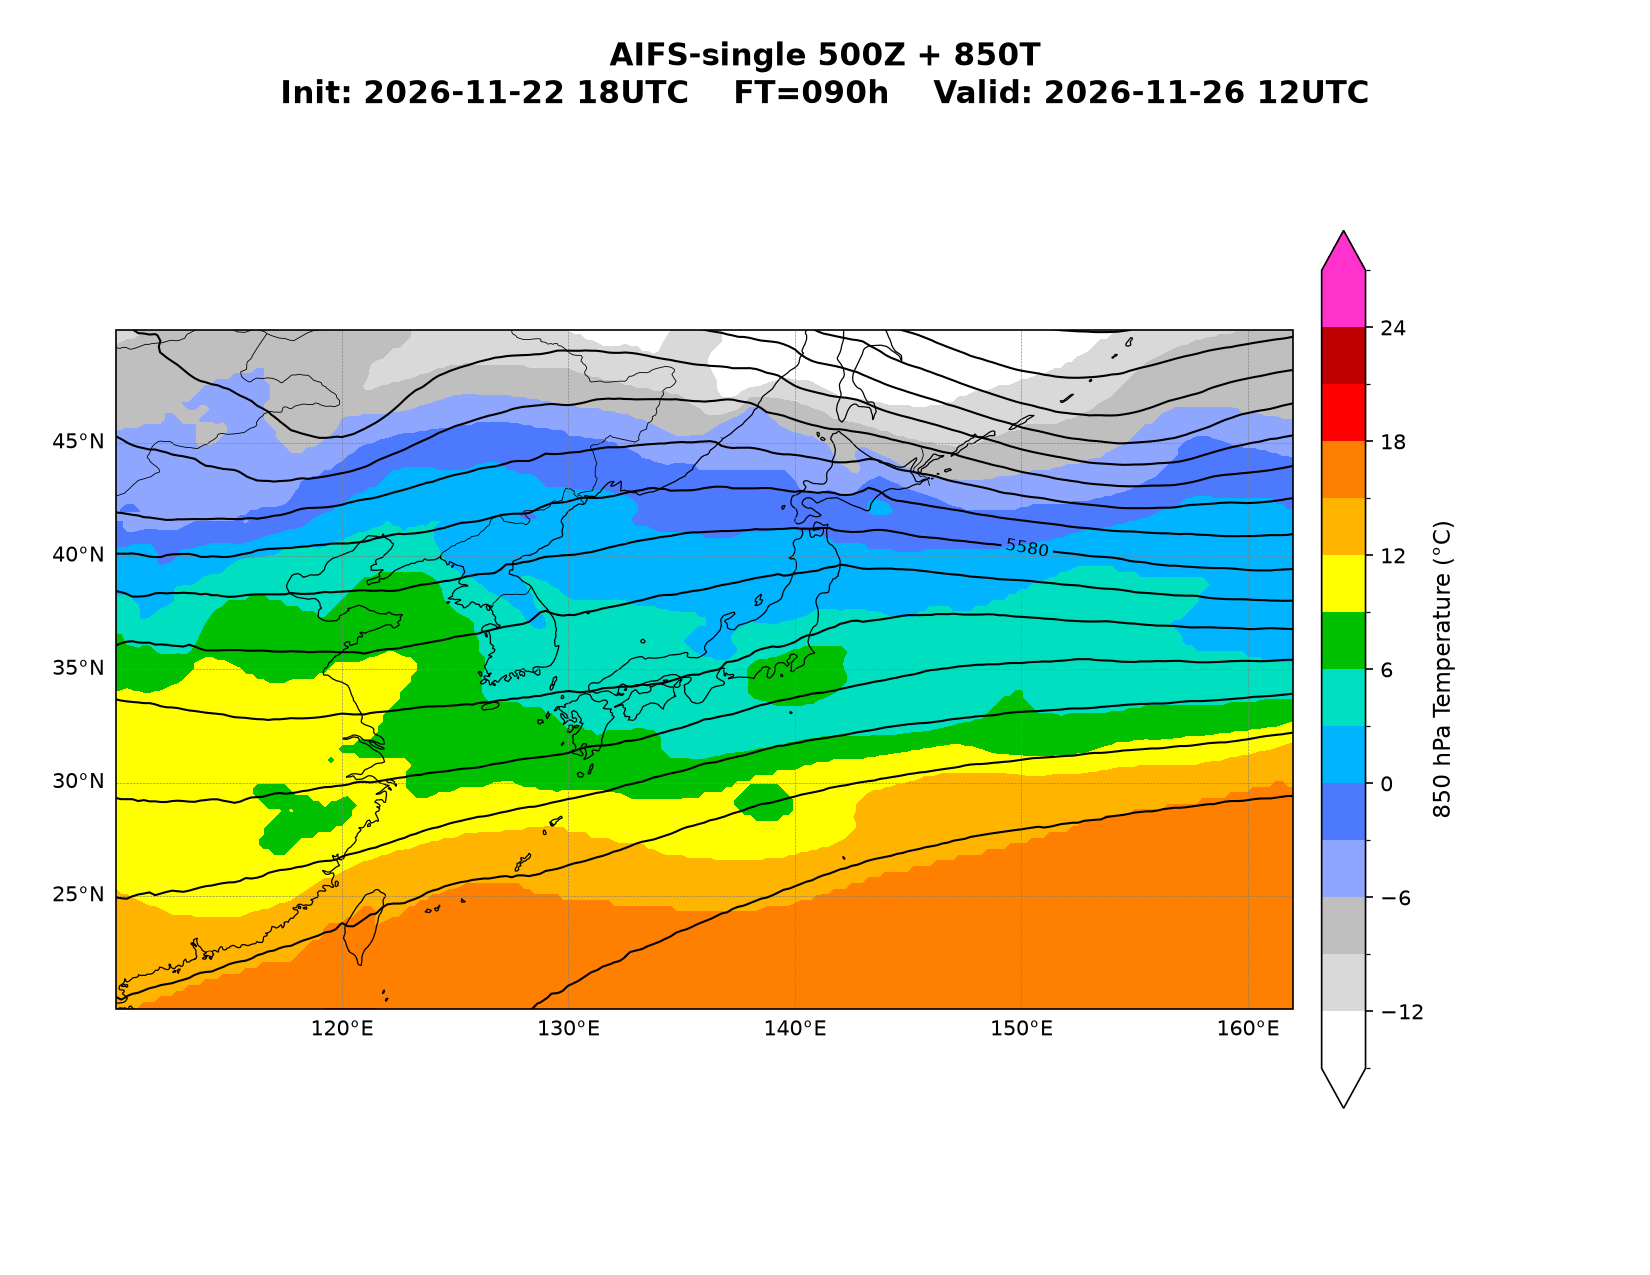 AIFS-single 500Z + 850T
Init: 2026-11-22 18UTC    FT=090h    Valid: 2026-11-26 12UTC
24
45°N
18
5580
40°N
12
35°N
6
30°N
0
25°N
−6
−12
850 hPa Temperature (°C)
120°E
130°E
140°E
150°E
160°E